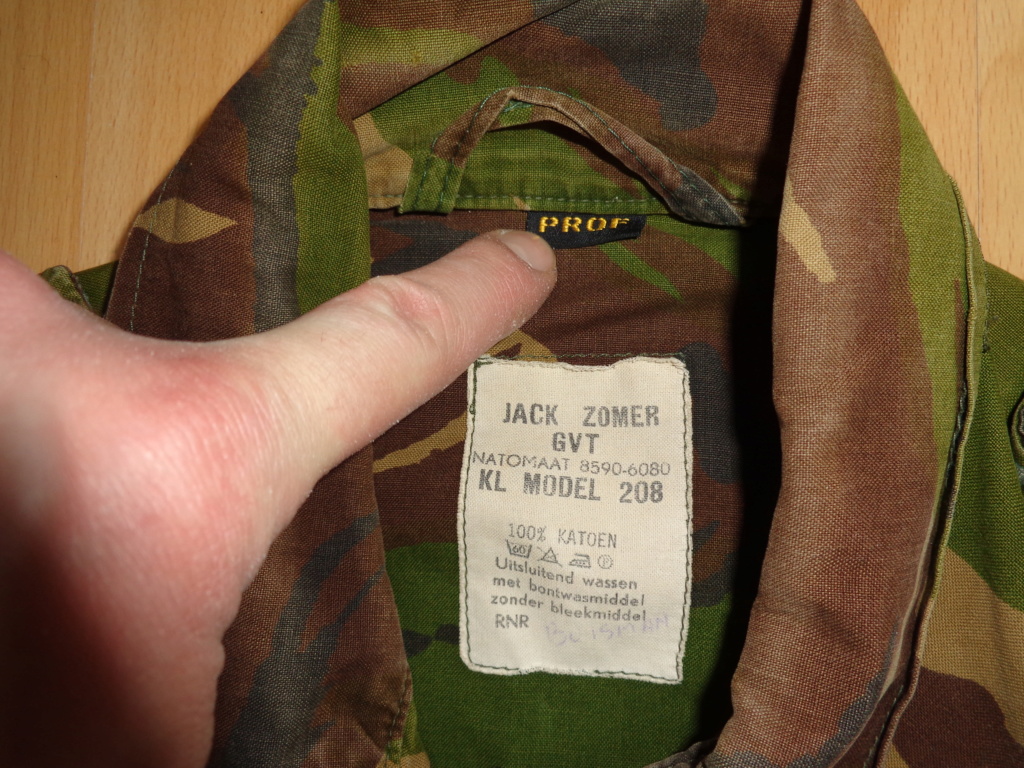 PROF
JACK ZOMER
GVT
NATOMAAT 8590-6080
KL MODEL 208
100% KATOEN
60 P
Uitsluitend wassen
met bontwasmiddel
zonder bleekmiddel
RNR